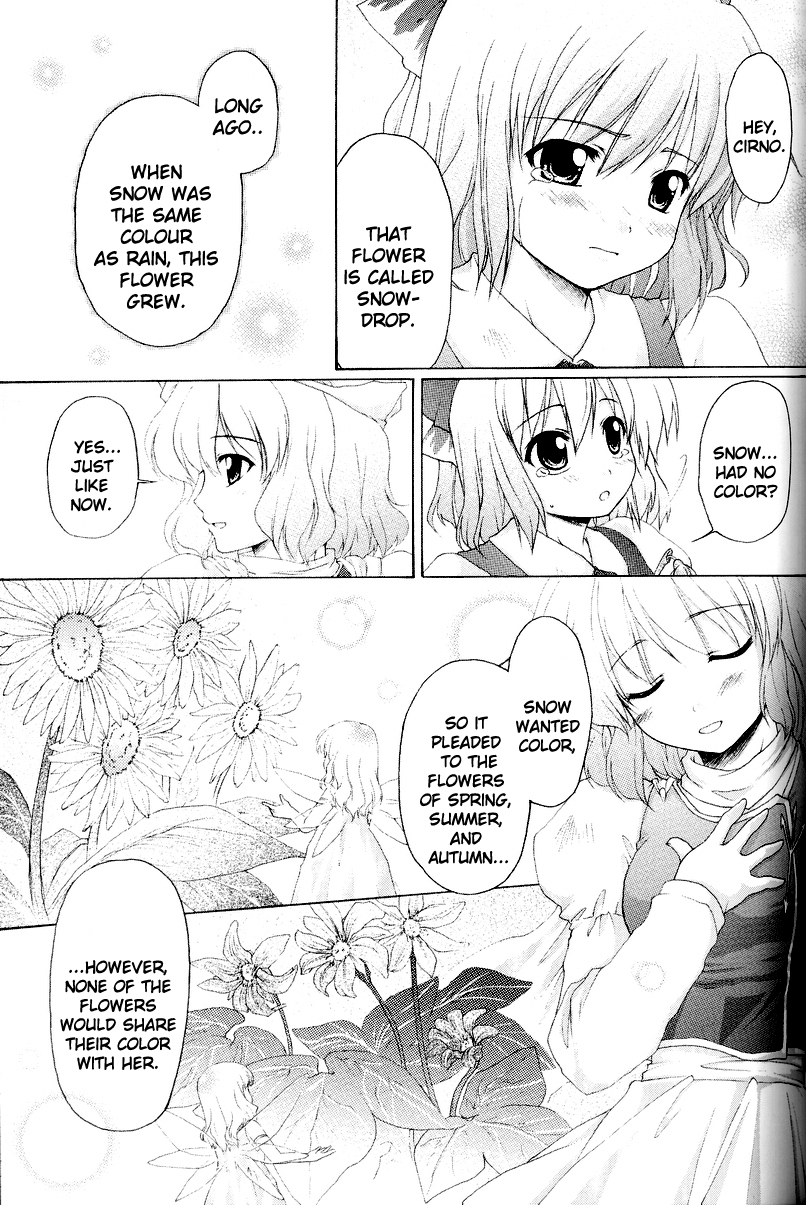 HEY,
CIRNO.
THAT
FLOWER
IS CALLED
SNOW-
DROP.
LONG
AGO..
WHEN
SNOW WAS
THE SAME
COLOUR
AS RAIN, THIS
FLOWER
GREW.
SNOW...
HAD NO
COLOR?
YES...
JUST
LIKE
NOW.
SNOW
WANTED
COLOR,
SO IT
PLEADED
TO THE
FLOWERS
OF SPRING,
SUMMER,
AND
AUTUMN...
...HOWEVER,
NONE OF THE
FLOWERS
WOULD SHARE
THEIR COLOR
WITH HER.